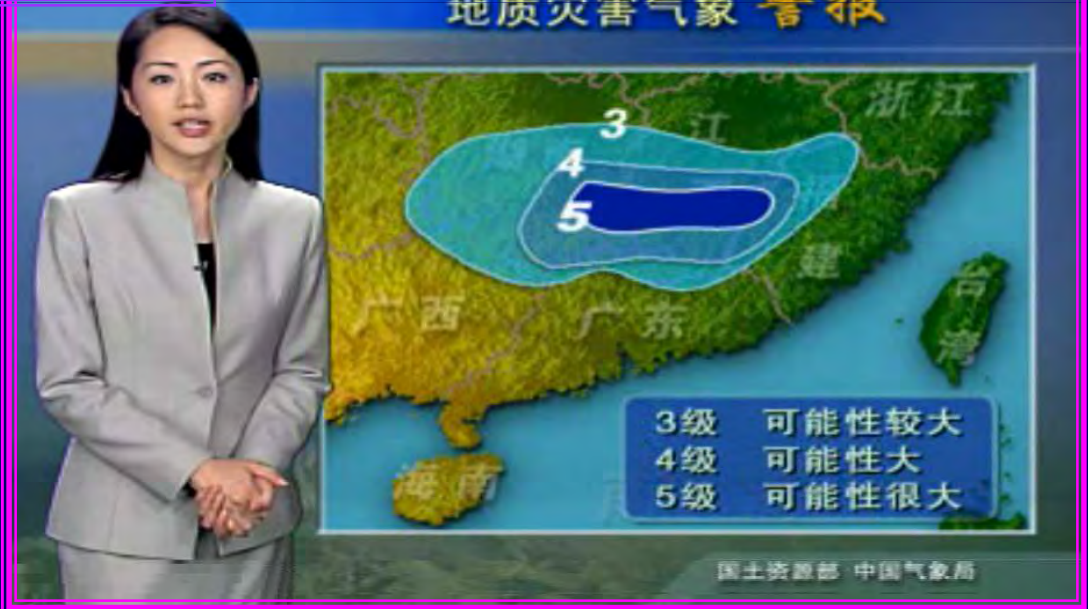 地质灾害气象 警报
浙江
3
江
4
5
建
台
湾
广西
广东
海南
3级 可能性较大
4级 可能性大
5级 可能性很大
国土资源部 中国气象局